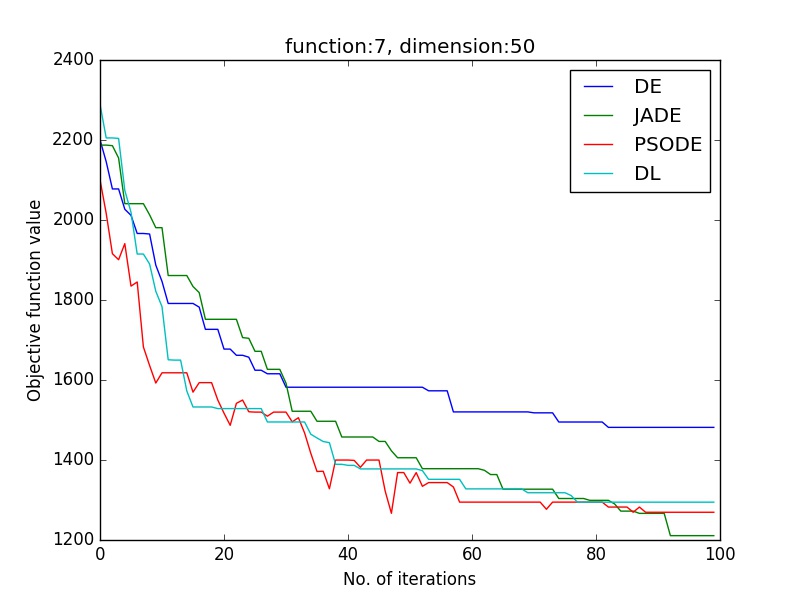 function:7, dimension:50
2400
2200
2000
1800
1600
1400
1200
Objective function value
DE
JADE
PSODE
DL
0
20
40
60
80
100
No. of iterations